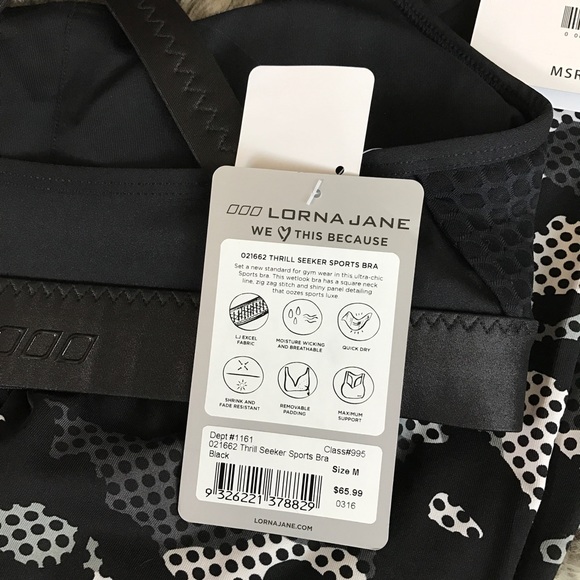 MSR
LORNA JANE
WE THIS BECAUSE
021662 THRILL SEEKER SPORTS BRA
Set a new standard for gym wear in this ultra-chic
Sports bra. This wetlook bra has a square neck
line, zig zag stitch and shiny panel detailing
that oozes sports luxe.
LJ EXCEL
FABRIC
MOISTURE WICKING
AND BREATHABLE
QUICK DRY
SHRINK AND
FADE RESISTANT
REMOVABLE
PADDING
MAXIMUM
SUPPORT
Dept #1161
Class#995
021662 Thrill Seeker Sports Bra
Black
Size M
$65.99
0316
9 326221 378829
LORNAJANE.COM